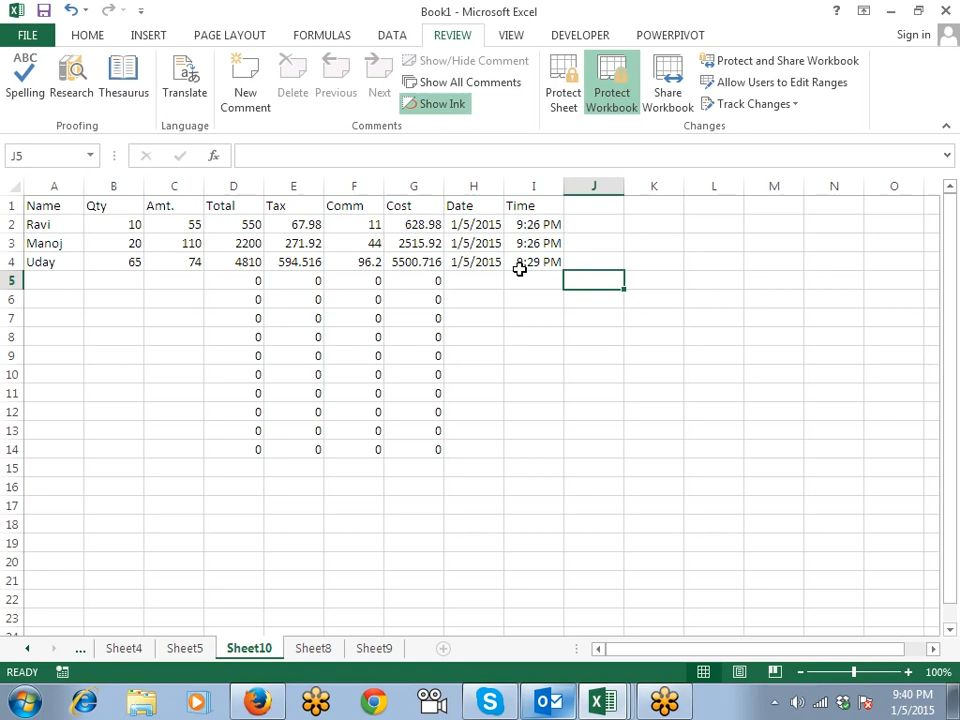 Book1 - Microsoft Excel
?
FILE HOME INSERT PAGE LAYOUT FORMULAS DATA REVIEW VIEW DEVELOPER POWERPIVOT Sign in
ABC
Spelling Research Thesaurus
Proofing
Translate
Language
New Comment Delete Previous Next
Show/Hide Comment
Show All Comments
Show Ink
Comments
Protect Sheet Protect Workbook Share Workbook
Protect and Share Workbook
Allow Users to Edit Ranges
Track Changes
Changes
J5 fx
A B C D E F G H I J K L M N O
1 Name Qty Amt. Total Tax Comm Cost Date Time
2 Ravi 10 55 550 67.98 11 628.98 1/5/2015 9:26 PM
3 Manoj 20 110 2200 271.92 44 2515.92 1/5/2015 9:26 PM
4 Uday 65 74 4810 594.516 96.2 5500.716 1/5/2015 :29 PM
5 0 0 0 0
6 0 0 0 0
7 0 0 0 0
8 0 0 0 0
9 0 0 0 0
10 0 0 0 0
11 0 0 0 0
12 0 0 0 0
13 0 0 0 0
14 0 0 0 0
15
16
17
18
19
20
21
22
23
... Sheet4 Sheet5 Sheet10 Sheet8 Sheet9
READY 100%
9:40 PM
1/5/2015